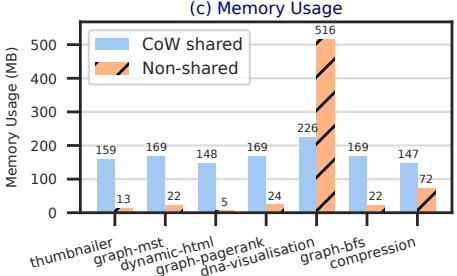 (c) Memory Usage
Memory Usage (MB)
500
400
300
200
100
0
CoW shared
Non-shared
159
13
169
22
148
5
169
24
226
516
169
22
147
72
thumbnailer
graph-mst
dynamic-html
graph-pagerank
dna-visualisation
graph-bfs
compression